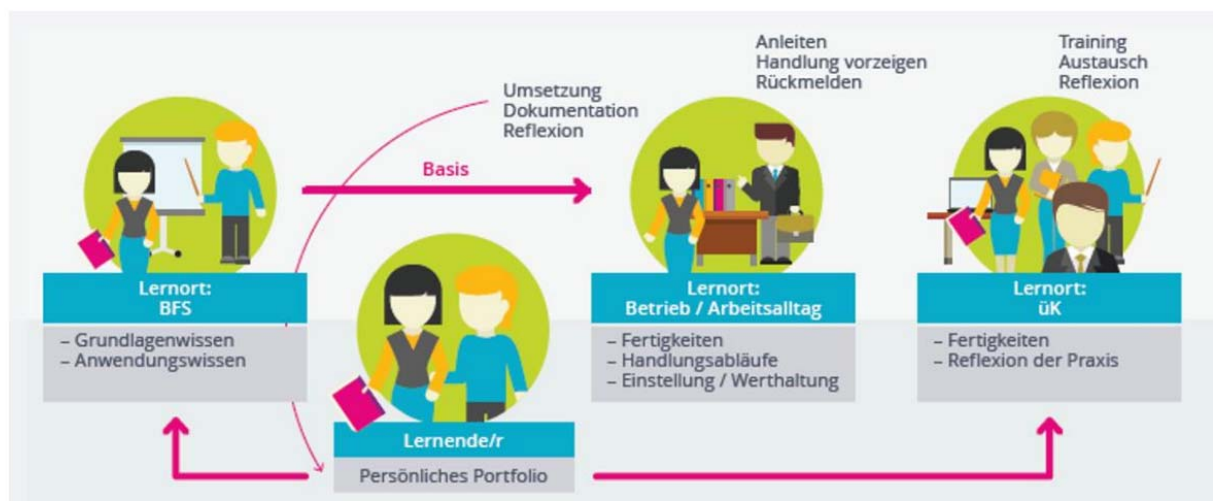 Anleiten
Handlung vorzeigen
Rückmelden
Training
Austausch
Reflexion
Umsetzung
Dokumentation
Reflexion
Basis
Lernort:
BFS
– Grundlagenwissen
– Anwendungswissen
Lernende/r
Persönliches Portfolio
Lernort:
Betrieb / Arbeitsalltag
– Fertigkeiten
– Handlungsabläufe
– Einstellung / Werthaltung
Lernort:
üK
– Fertigkeiten
– Reflexion der Praxis